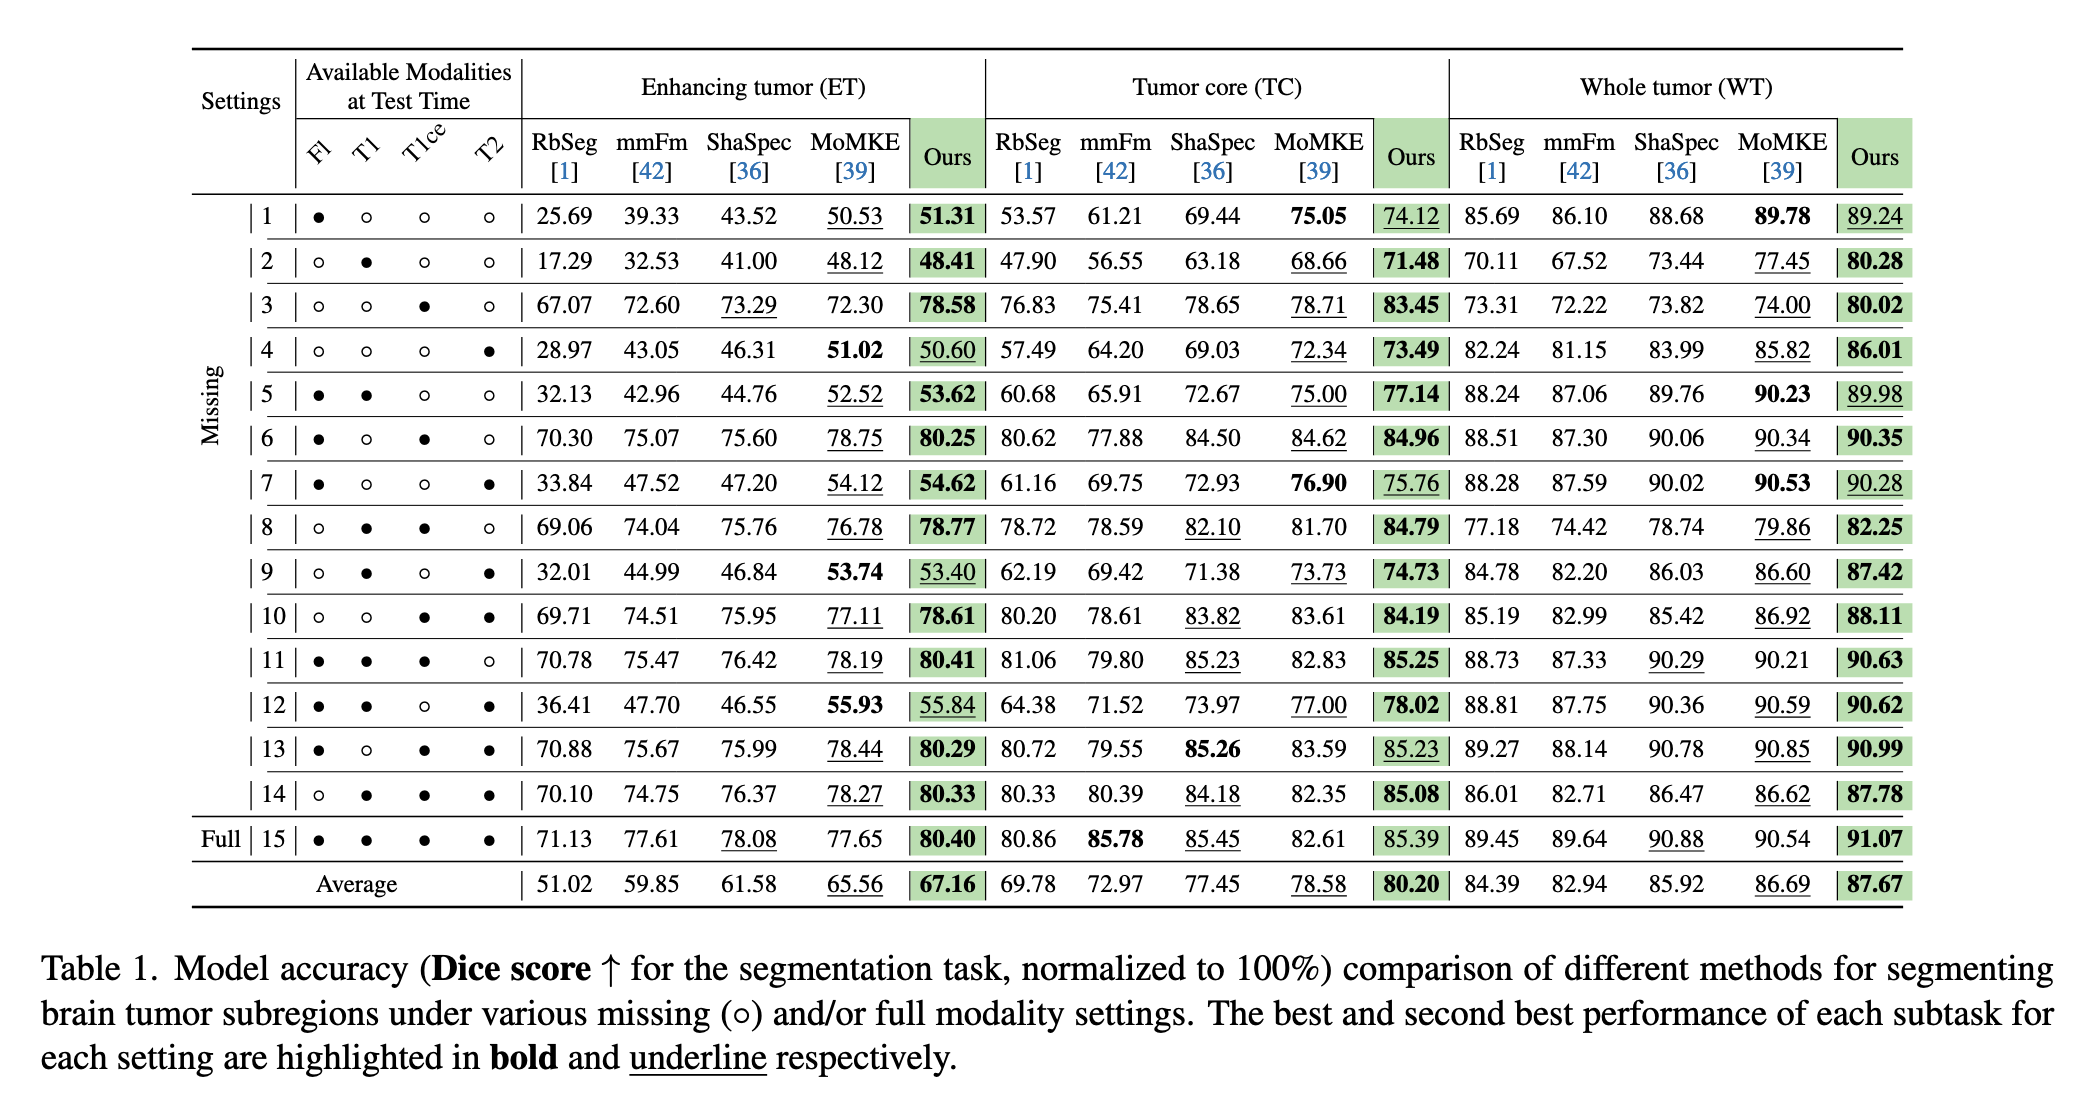 Settings | Available Modalities at Test Time | Enhancing tumor (ET) | Tumor core (TC) | Whole tumor (WT)
Fl T1 T1ce T2 | RbSeg [1] mmFm [42] ShaSpec [36] MoMKE [39] Ours | RbSeg [1] mmFm [42] ShaSpec [36] MoMKE [39] Ours | RbSeg [1] mmFm [42] ShaSpec [36] MoMKE [39] Ours
Missing
1 ● ○ ○ ○ 25.69 39.33 43.52 50.53 51.31 53.57 61.21 69.44 75.05 74.12 85.69 86.10 88.68 89.78 89.24
2 ○ ● ○ ○ 17.29 32.53 41.00 48.12 48.41 47.90 56.55 63.18 68.66 71.48 70.11 67.52 73.44 77.45 80.28
3 ○ ○ ● ○ 67.07 72.60 73.29 72.30 78.58 76.83 75.41 78.65 78.71 83.45 73.31 72.22 73.82 74.00 80.02
4 ○ ○ ○ ● 28.97 43.05 46.31 51.02 50.60 57.49 64.20 69.03 72.34 73.49 82.24 81.15 83.99 85.82 86.01
5 ● ● ○ ○ 32.13 42.96 44.76 52.52 53.62 60.68 65.91 72.67 75.00 77.14 88.24 87.06 89.76 90.23 89.98
6 ● ○ ● ○ 70.30 75.07 75.60 78.75 80.25 80.62 77.88 84.50 84.62 84.96 88.51 87.30 90.06 90.34 90.35
7 ● ○ ○ ● 33.84 47.52 47.20 54.12 54.62 61.16 69.75 72.93 76.90 75.76 88.28 87.59 90.02 90.53 90.28
8 ○ ● ● ○ 69.06 74.04 75.76 76.78 78.77 78.72 78.59 82.10 81.70 84.79 77.18 74.42 78.74 79.86 82.25
9 ○ ● ○ ● 32.01 44.99 46.84 53.74 53.40 62.19 69.42 71.38 73.73 74.73 84.78 82.20 86.03 86.60 87.42
10 ○ ○ ● ● 69.71 74.51 75.95 77.11 78.61 80.20 78.61 83.82 83.61 84.19 85.19 82.99 85.42 86.92 88.11
11 ● ● ● ○ 70.78 75.47 76.42 78.19 80.41 81.06 79.80 85.23 82.83 85.25 88.73 87.33 90.29 90.21 90.63
12 ● ● ○ ● 36.41 47.70 46.55 55.93 55.84 64.38 71.52 73.97 77.00 78.02 88.81 87.75 90.36 90.59 90.62
13 ● ○ ● ● 70.88 75.67 75.99 78.44 80.29 80.72 79.55 85.26 83.59 85.23 89.27 88.14 90.78 90.85 90.99
14 ○ ● ● ● 70.10 74.75 76.37 78.27 80.33 80.33 80.39 84.18 82.35 85.08 86.01 82.71 86.47 86.62 87.78
Full 15 ● ● ● ● 71.13 77.61 78.08 77.65 80.40 80.86 85.78 85.45 82.61 85.39 89.45 89.64 90.88 90.54 91.07
Average 51.02 59.85 61.58 65.56 67.16 69.78 72.97 77.45 78.58 80.20 84.39 82.94 85.92 86.69 87.67
Table 1. Model accuracy (Dice score ↑ for the segmentation task, normalized to 100%) comparison of different methods for segmenting
brain tumor subregions under various missing (○) and/or full modality settings. The best and second best performance of each subtask for
each setting are highlighted in bold and underline respectively.